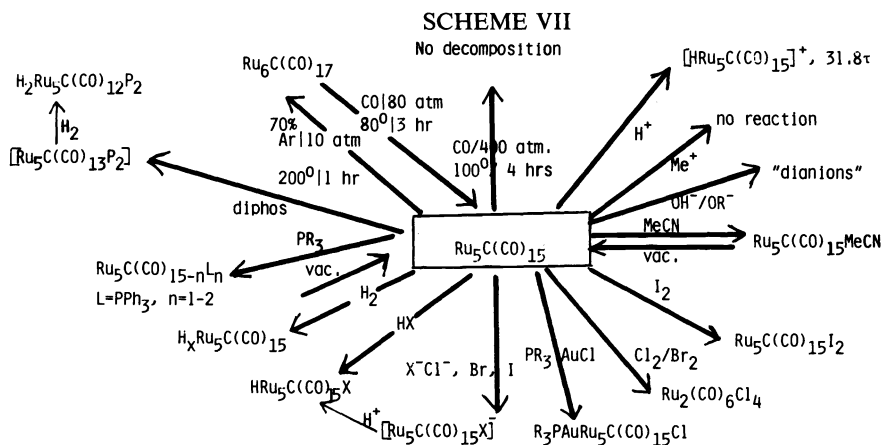 SCHEME VII
No decomposition
H₂Ru₅C(CO)₁₂P₂
Ru₆C(CO)₁₇
[HRu₅C(CO)₁₅]⁺, 31.8τ
CO|80 atm
80⁰|3 hr
70%
Ar|10 atm
200⁰|1 hr
CO/400 atm.
100⁰/ 4 hrs
H⁺
no reaction
Me⁺
H₂
[Ru₅C(CO)₁₃P₂]
"dianions"
OH⁻/OR⁻
diphos
MeCN
Ru₅C(CO)₁₅
Ru₅C(CO)₁₅MeCN
vac.
PR₃
vac.
Ru₅C(CO)₁₅₋ₙLₙ
L=PPh₃, n=1-2
I₂
H₂
HₓRu₅C(CO)₁₅
HX
Ru₅C(CO)₁₅I₂
X⁻Cl⁻, Br, I
PR₃ AuCl
Cl₂/Br₂
HRu₅C(CO)₁₅X
Ru₂(CO)₆Cl₄
H⁺
[Ru₅C(CO)₁₅X]⁻
R₃PAuRu₅C(CO)₁₅Cl